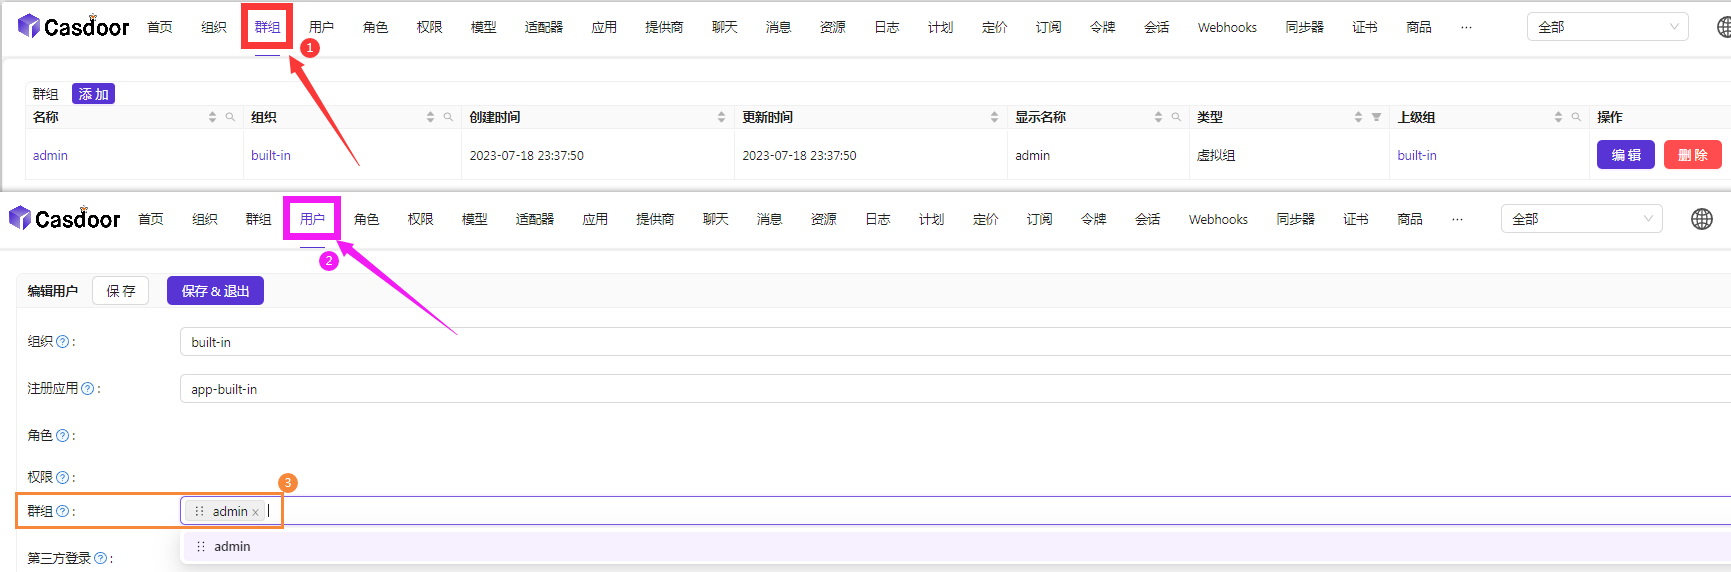 Casdoor 首页 组织 群组 用户 角色 权限 模型 适配器 应用 提供商 聊天 消息 资源 日志 计划 定价 订阅 令牌 会话 Webhooks 同步器 证书 商品 ··· 全部
1
群组 添加
名称 组织 创建时间 更新时间 显示名称 类型 上级组 操作
admin built-in 2023-07-18 23:37:50 2023-07-18 23:37:50 admin 虚拟组 built-in 编辑 删除
Casdoor 首页 组织 群组 用户 角色 权限 模型 适配器 应用 提供商 聊天 消息 资源 日志 计划 定价 订阅 令牌 会话 Webhooks 同步器 证书 商品 ··· 全部
2
编辑用户 保存 保存 & 退出
组织 ? : built-in
注册应用 ? : app-built-in
角色 ? :
权限 ? :
3
群组 ? : admin x
admin
第三方登录 ? :